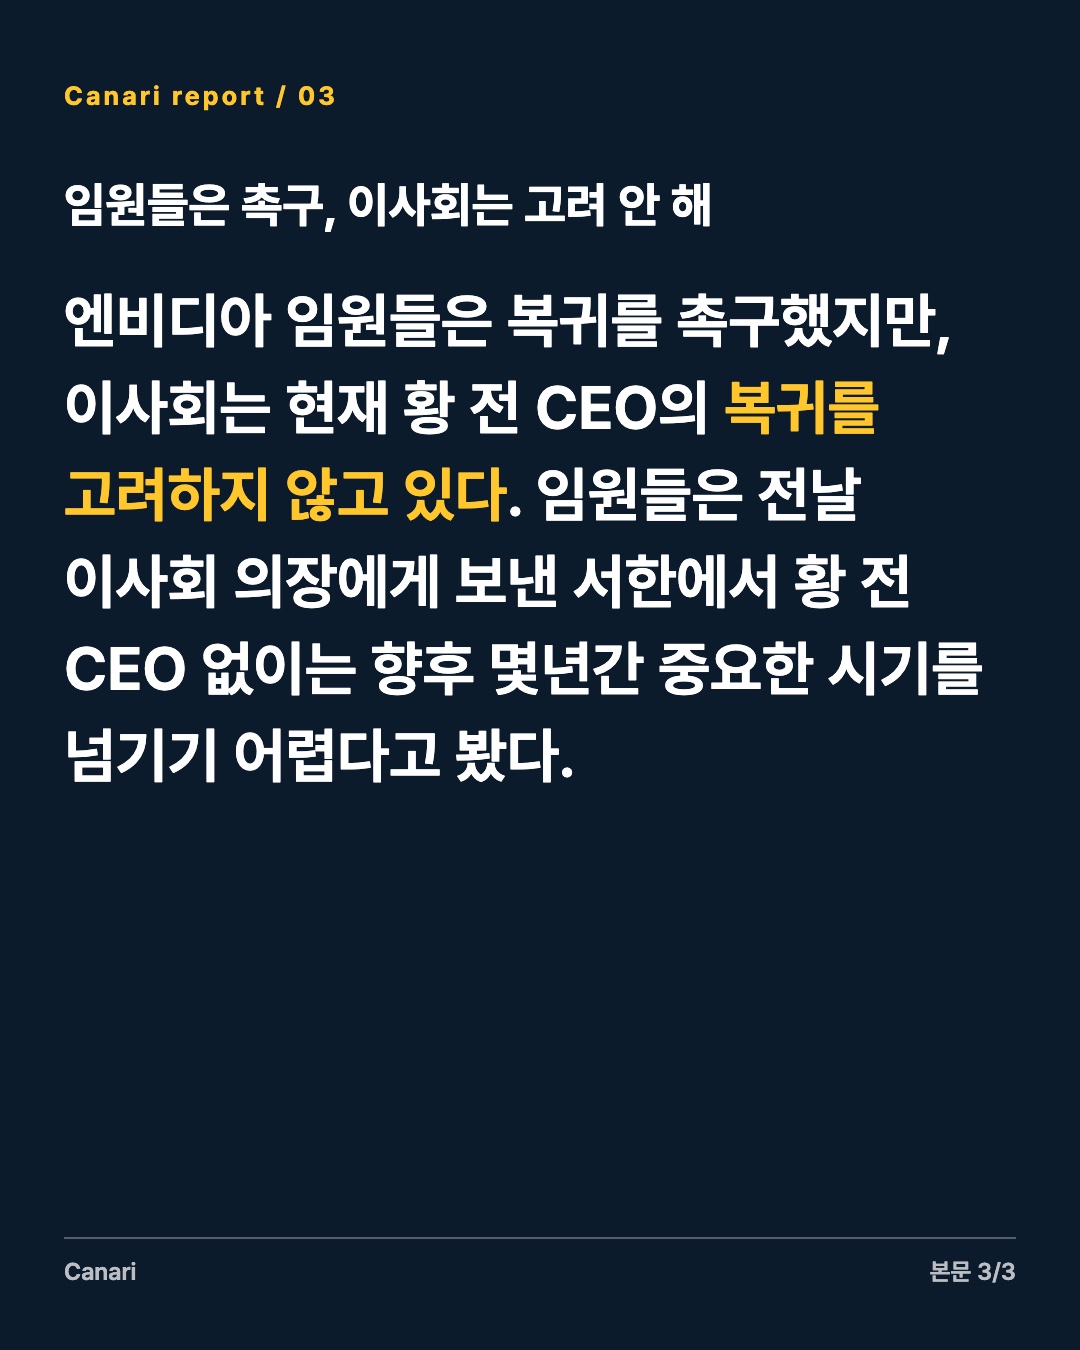 Canari report / 03
임원들은 촉구, 이사회는 고려 안 해
엔비디아 임원들은 복귀를 촉구했지만,
이사회는 현재 황 전 CEO의 복귀를
고려하지 않고 있다. 임원들은 전날
이사회 의장에게 보낸 서한에서 황 전
CEO 없이는 향후 몇년간 중요한 시기를
넘기기 어렵다고 봤다.
Canari
본문 3/3